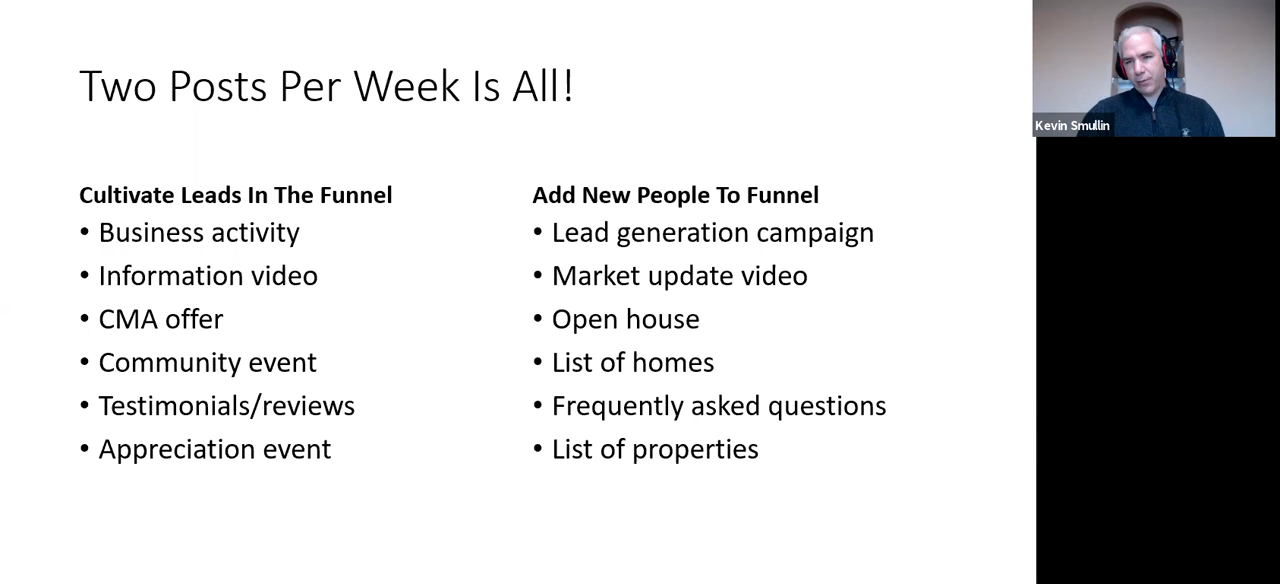 Two Posts Per Week Is All!
Cultivate Leads In The Funnel
• Business activity
• Information video
• CMA offer
• Community event
• Testimonials/reviews
• Appreciation event
Add New People To Funnel
• Lead generation campaign
• Market update video
• Open house
• List of homes
• Frequently asked questions
• List of properties
Kevin Smullin